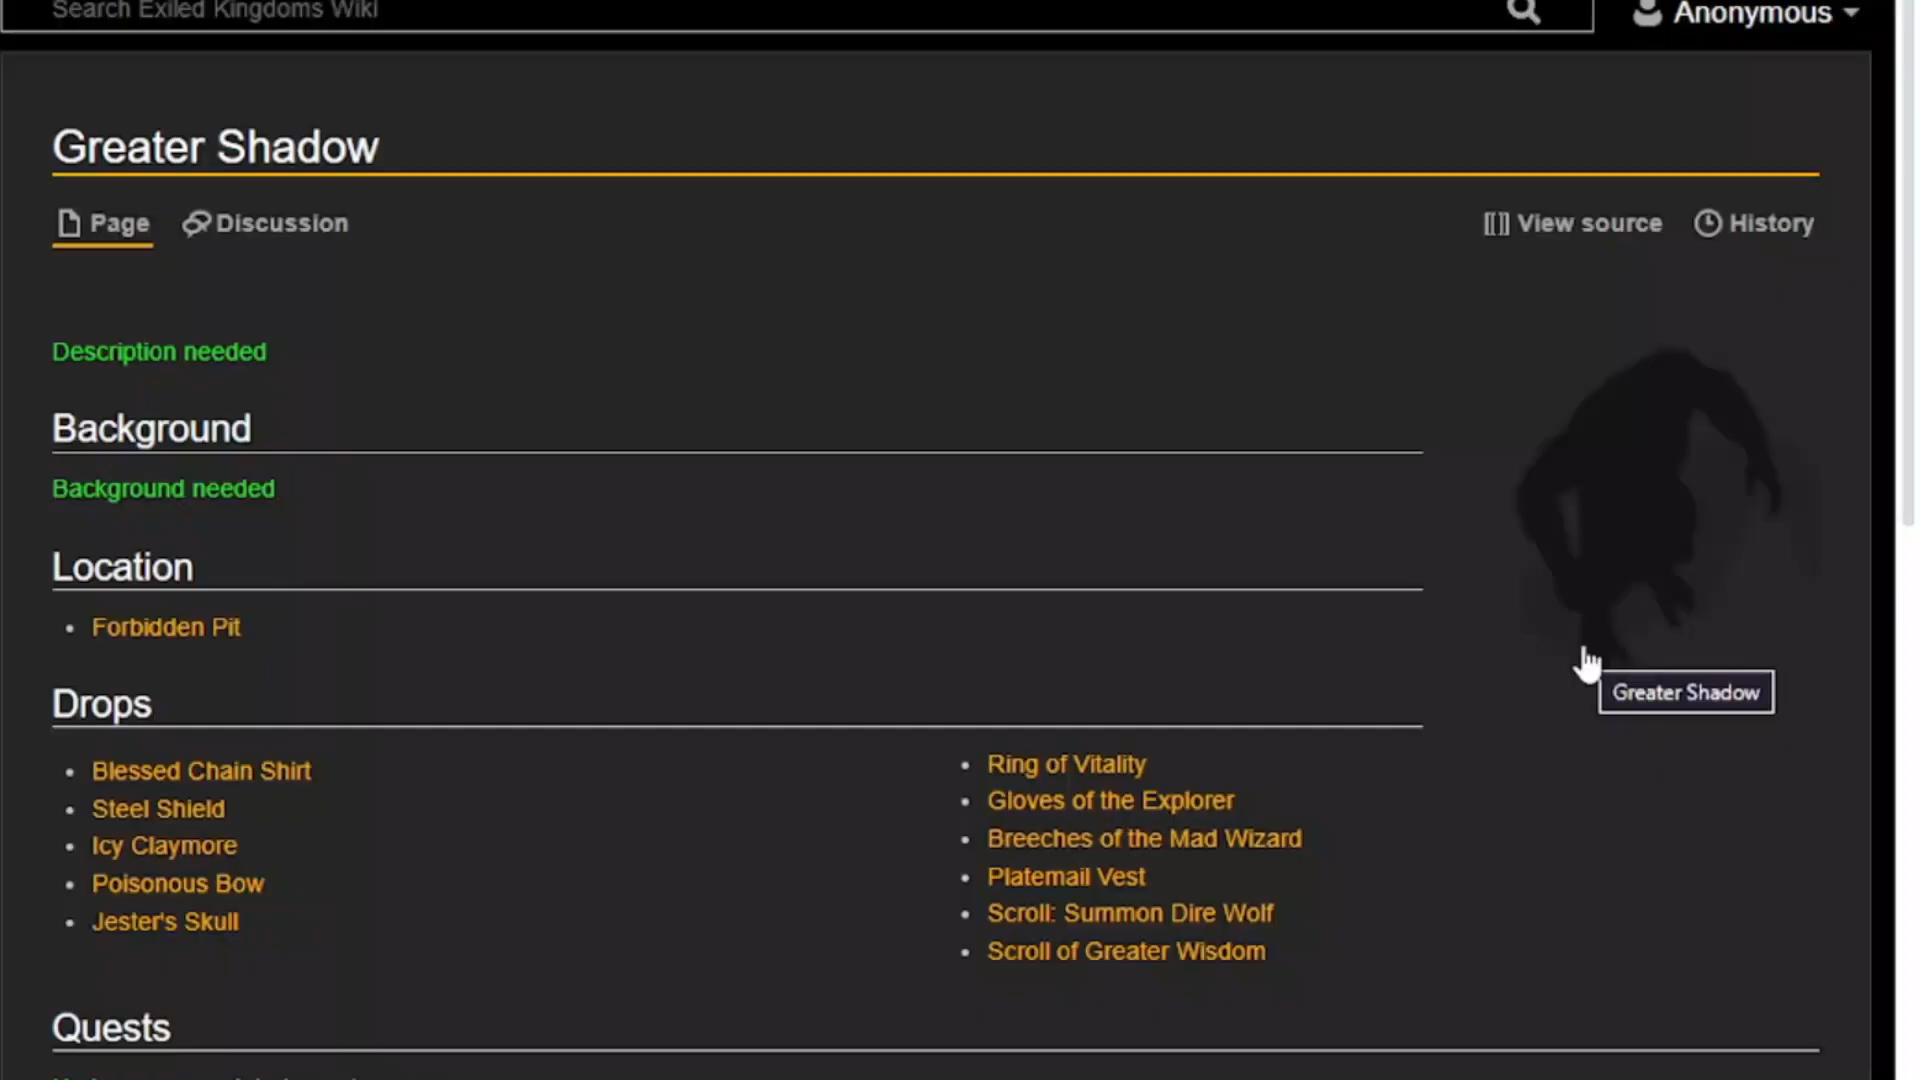 Search Exiled Kingdoms Wiki
Anonymous
Greater Shadow
Page
Discussion
View source
History
Description needed
Background
Background needed
Location
Forbidden Pit
Greater Shadow
Drops
Blessed Chain Shirt
Steel Shield
Icy Claymore
Poisonous Bow
Jester's Skull
Ring of Vitality
Gloves of the Explorer
Breeches of the Mad Wizard
Platemail Vest
Scroll: Summon Dire Wolf
Scroll of Greater Wisdom
Quests